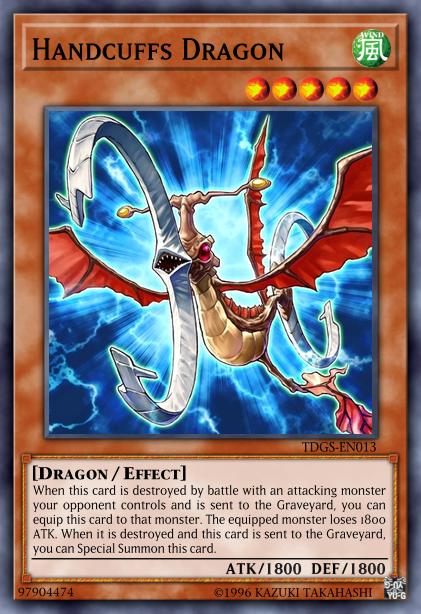 HANDCUFFS DRAGON
WIND
風
TDGS-EN013
[DRAGON / EFFECT]
When this card is destroyed by battle with an attacking monster
your opponent controls and is sent to the Graveyard, you can
equip this card to that monster. The equipped monster loses 1800
ATK. When it is destroyed and this card is sent to the Graveyard,
you can Special Summon this card.
ATK/1800 DEF/1800
97904474
©1996 KAZUKI TAKAHASHI